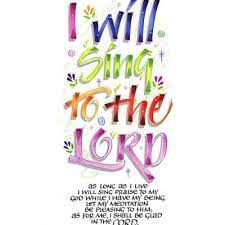 I will
Sing
to the
LORD
AS LONG AS I LIVE
I WILL SING PRAISE TO MY
GOD WHILE I HAVE MY BEING.
LET MY MEDITATION
BE PLEASING TO HIM;
AS FOR ME, I SHALL BE GLAD
IN THE LORD.